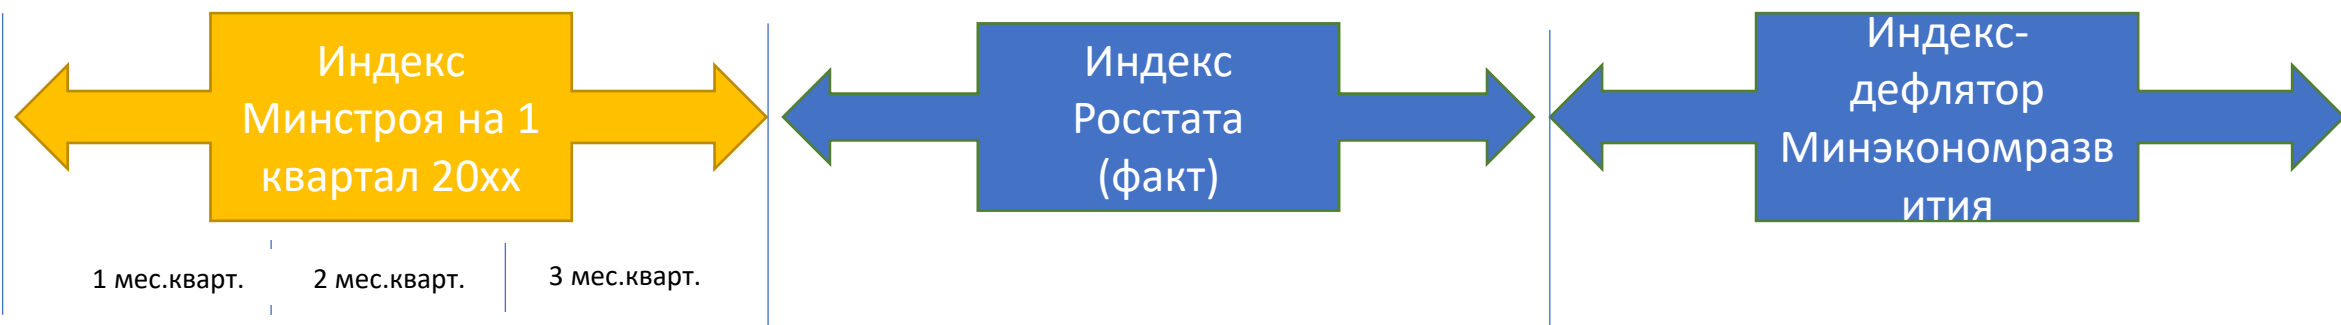 Индекс
Минстроя на 1
квартал 20хх
Индекс
Росстата
(факт)
Индекс-
дефлятор
Минэкономразв
ития
1 мес.кварт.
2 мес.кварт.
3 мес.кварт.